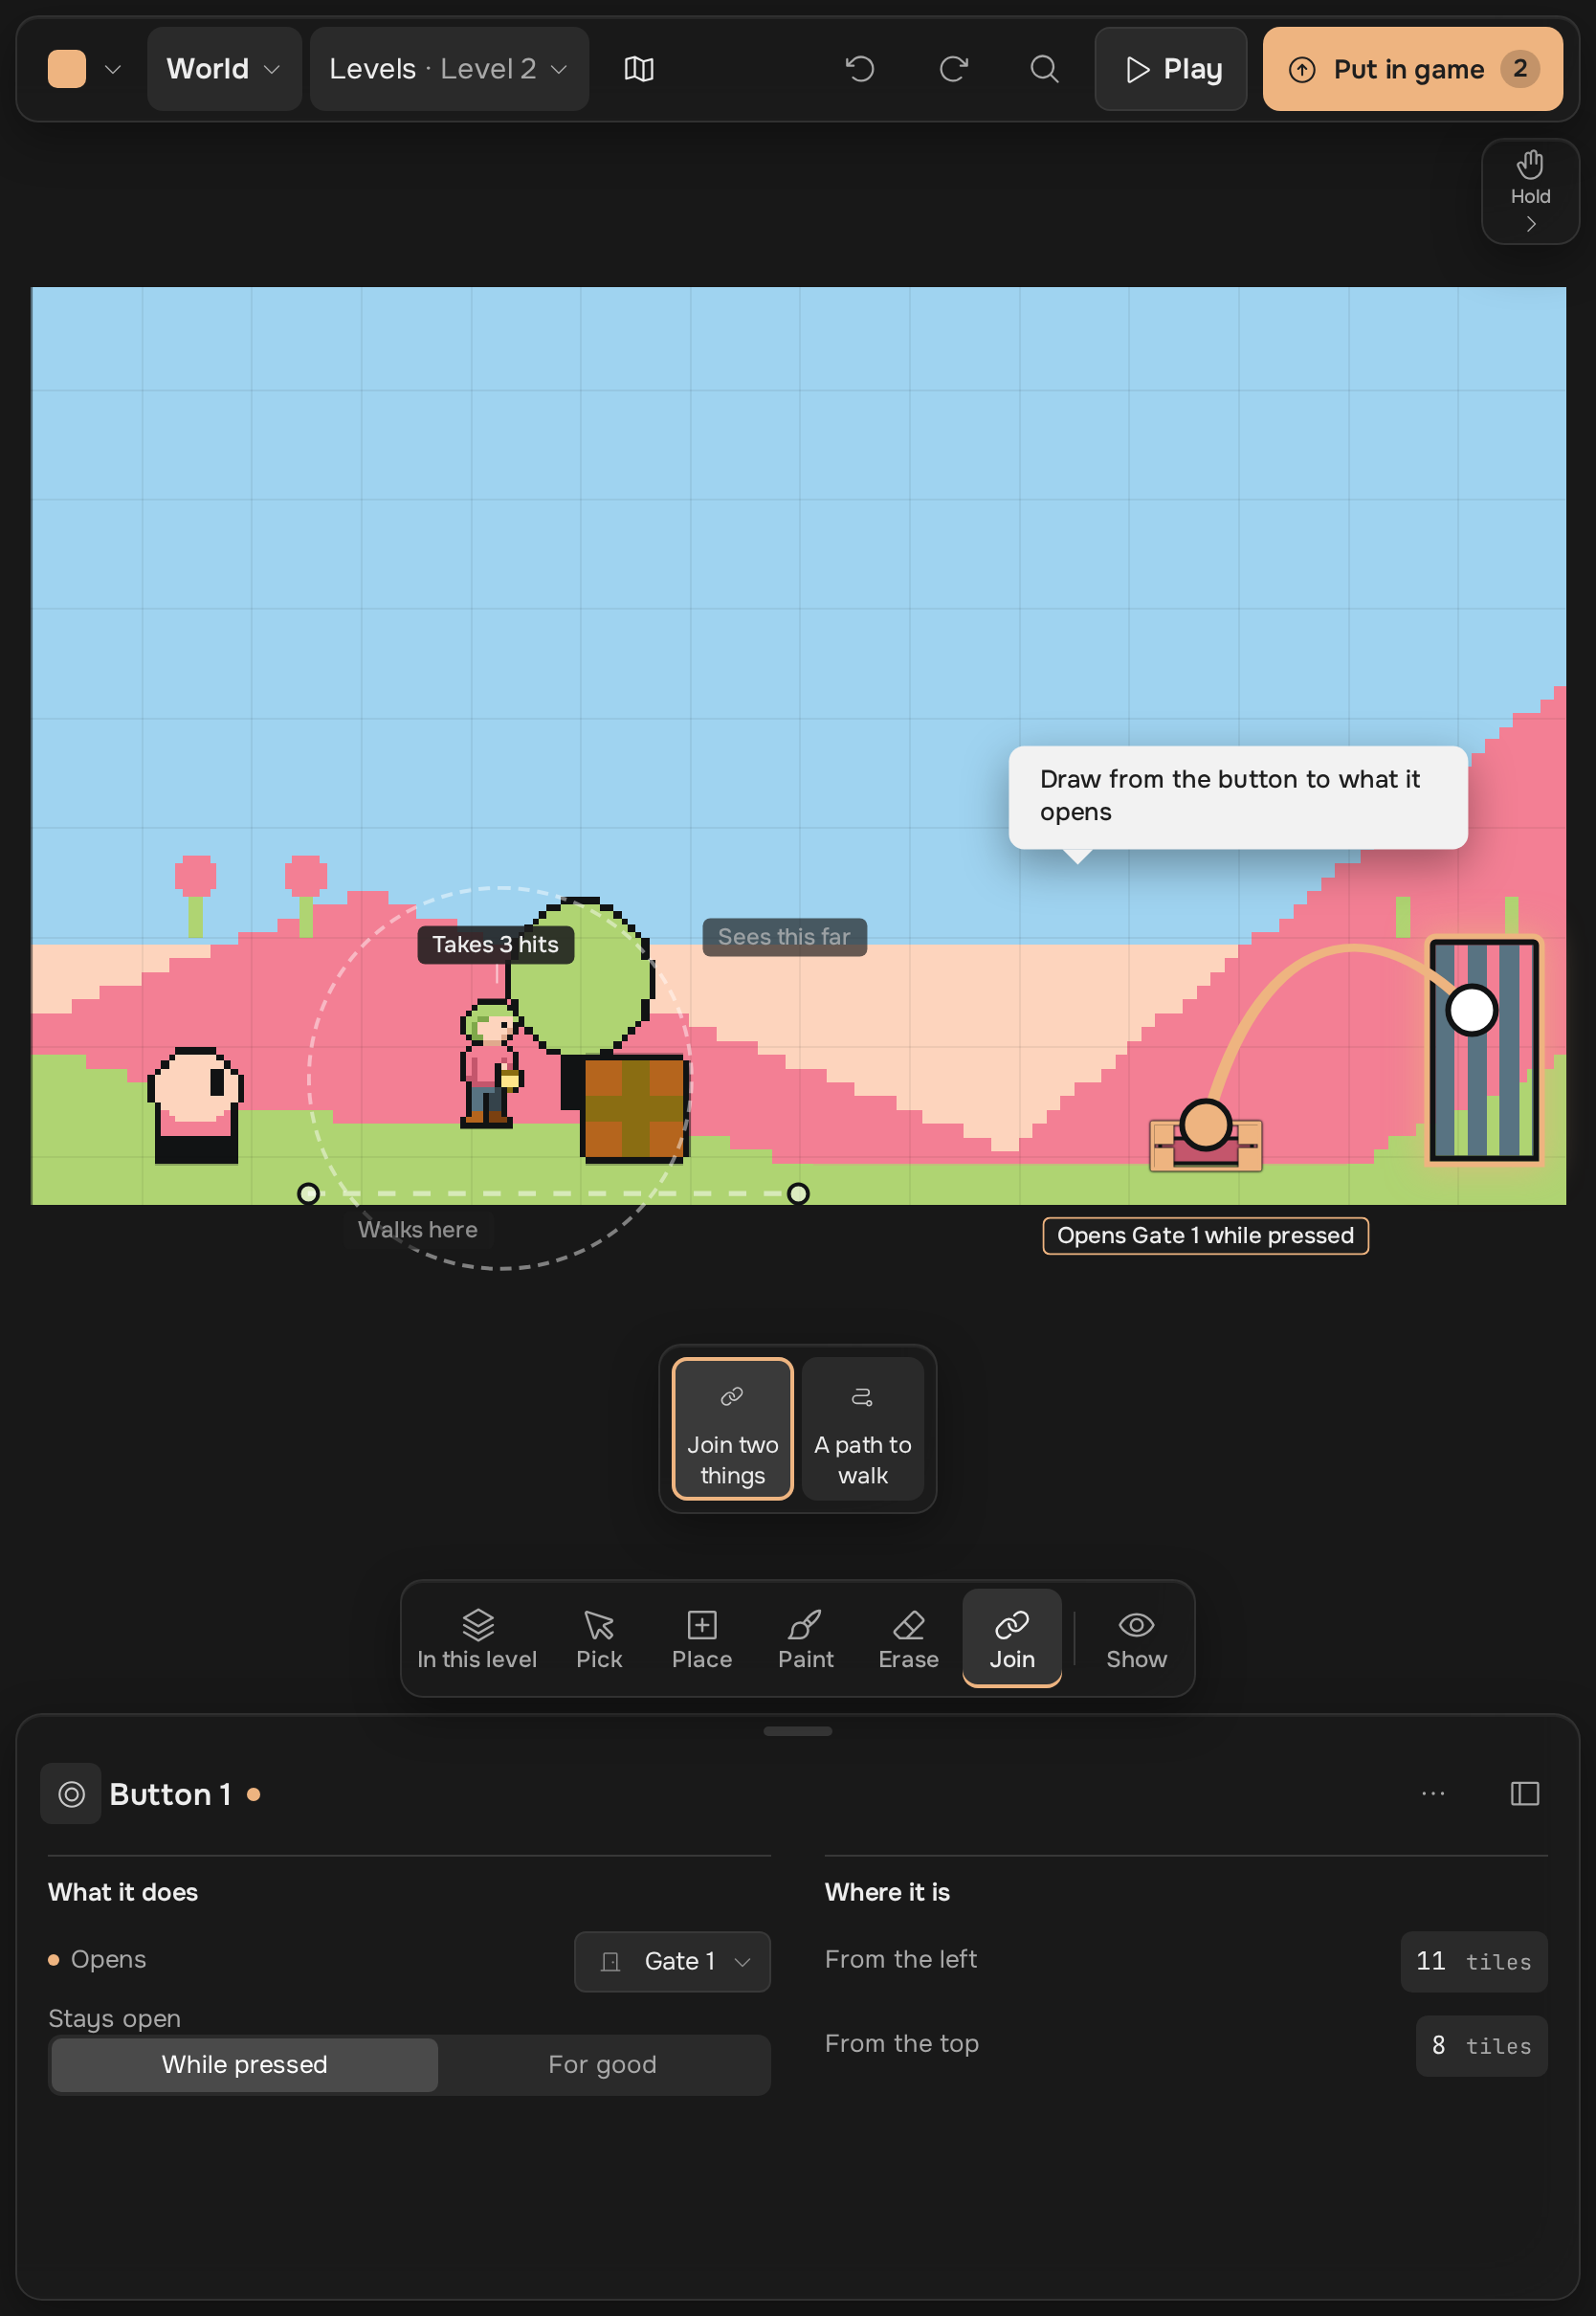 World
Levels · Level 2
Play
Put in game 2
Hold
Draw from the button to what it
opens
Takes 3 hits
Sees this far
Walks here
Opens Gate 1 while pressed
Join two
things
A path to
walk
In this level
Pick
Place
Paint
Erase
Join
Show
Button 1
What it does
Opens
Gate 1
Stays open
While pressed
For good
Where it is
From the left
11 tiles
From the top
8 tiles